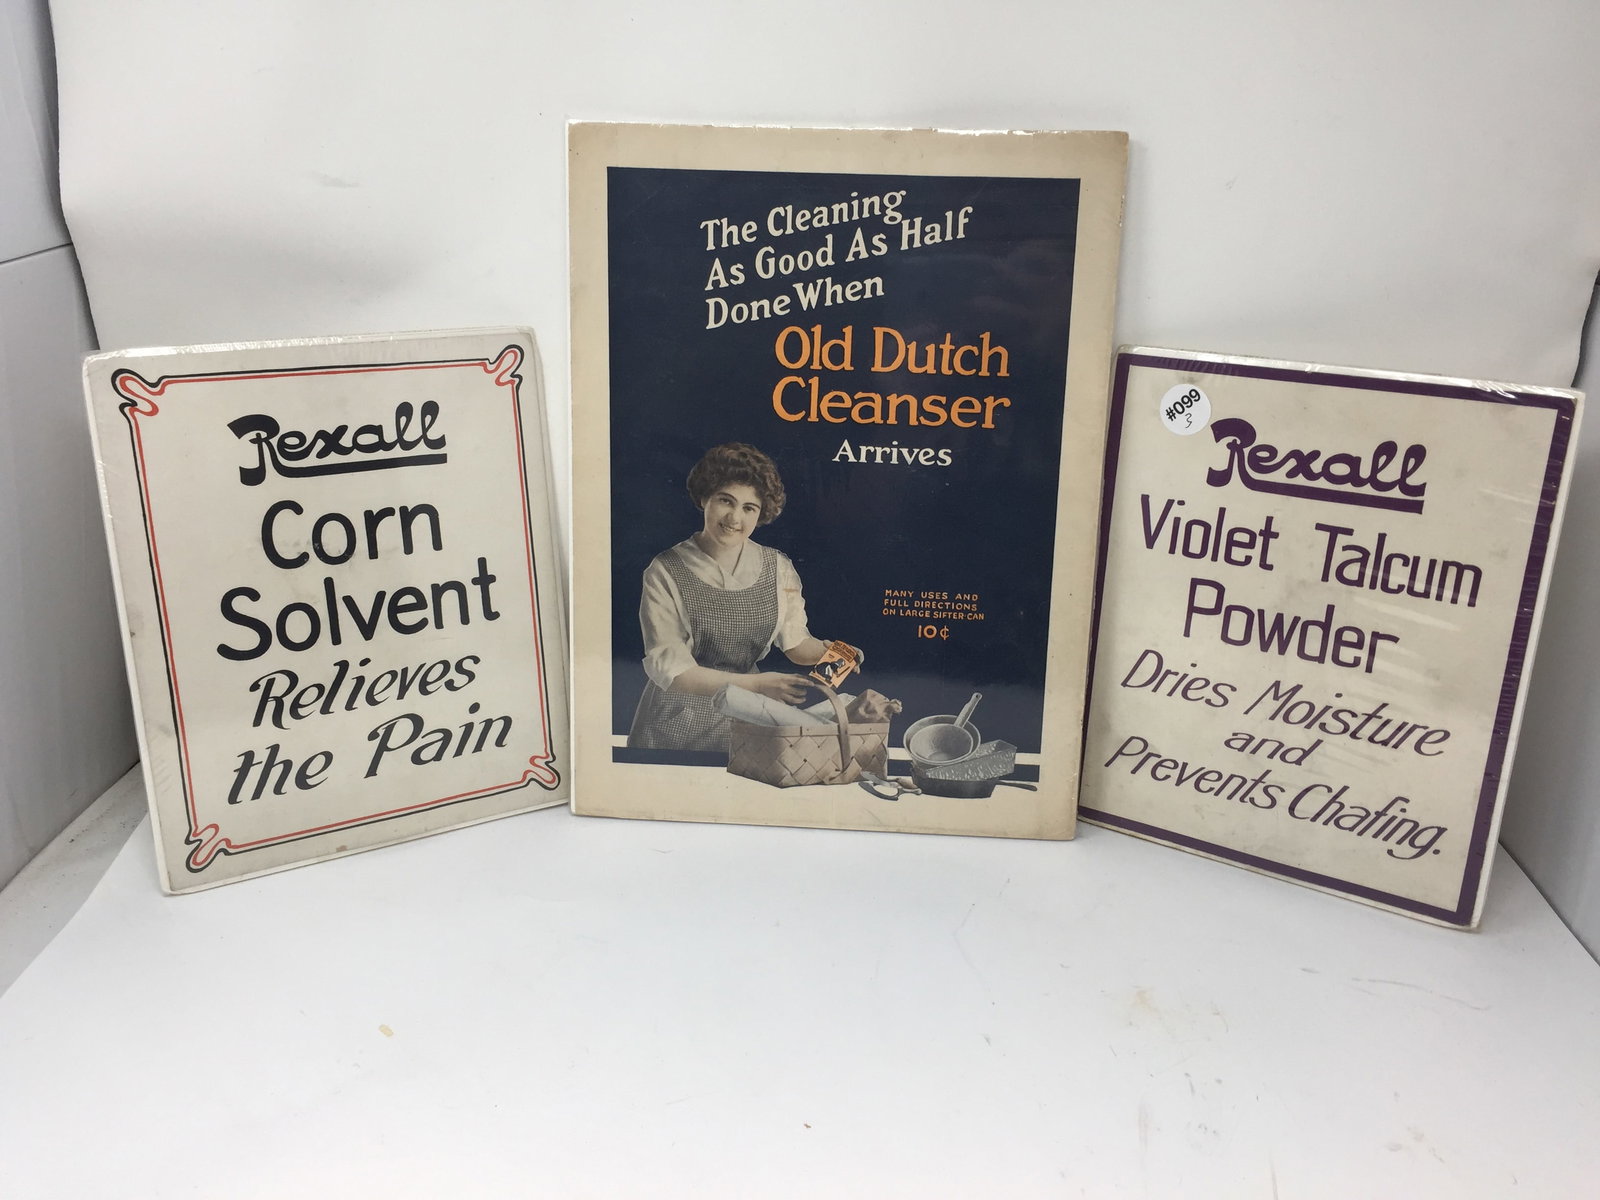 Rexall
Corn
Solvent
Relieves
the Pain
The Cleaning
As Good As Half
Done When
Old Dutch
Cleanser
Arrives
MANY USES AND
FULL DIRECTIONS
ON LARGE SIFTER CAN
10¢
#099
3
Rexall
Violet Talcum
Powder
Dries Moisture
and
Prevents Chafing.